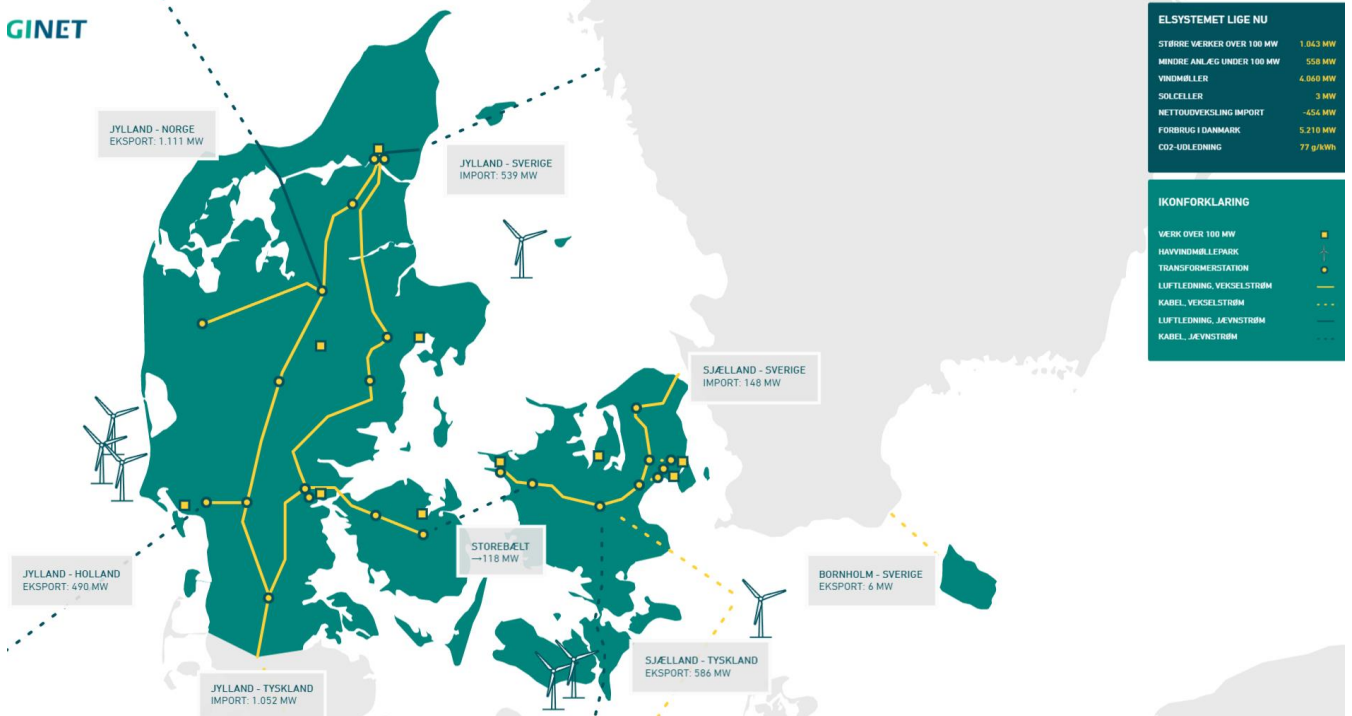 GINET
JYLLAND - NORGE
EKSPORT: 1.111 MW
JYLLAND - SVERIGE
IMPORT: 539 MW
SJÆLLAND - SVERIGE
IMPORT: 148 MW
STOREBÆLT
→118 MW
JYLLAND - HOLLAND
EKSPORT: 490 MW
BORNHOLM - SVERIGE
EKSPORT: 6 MW
SJÆLLAND - TYSKLAND
EKSPORT: 586 MW
JYLLAND - TYSKLAND
IMPORT: 1.052 MW
ELSYSTEMET LIGE NU
STØRRE VÆRKER OVER 100 MW 1.043 MW
MINDRE ANLÆG UNDER 100 MW 558 MW
VINDMØLLER 4.060 MW
SOLCELLER 3 MW
NETTOUDVEKSLING IMPORT -454 MW
FORBRUG I DANMARK 5.210 MW
CO2-UDLEDNING 77 g/kWh
IKONFORKLARING
VÆRK OVER 100 MW
HAVVINDMØLLEPARK
TRANSFORMERSTATION
LUFTLEDNING, VEKSELSTRØM
KABEL, VEKSELSTRØM
LUFTLEDNING, JÆVNSTRØM
KABEL, JÆVNSTRØM